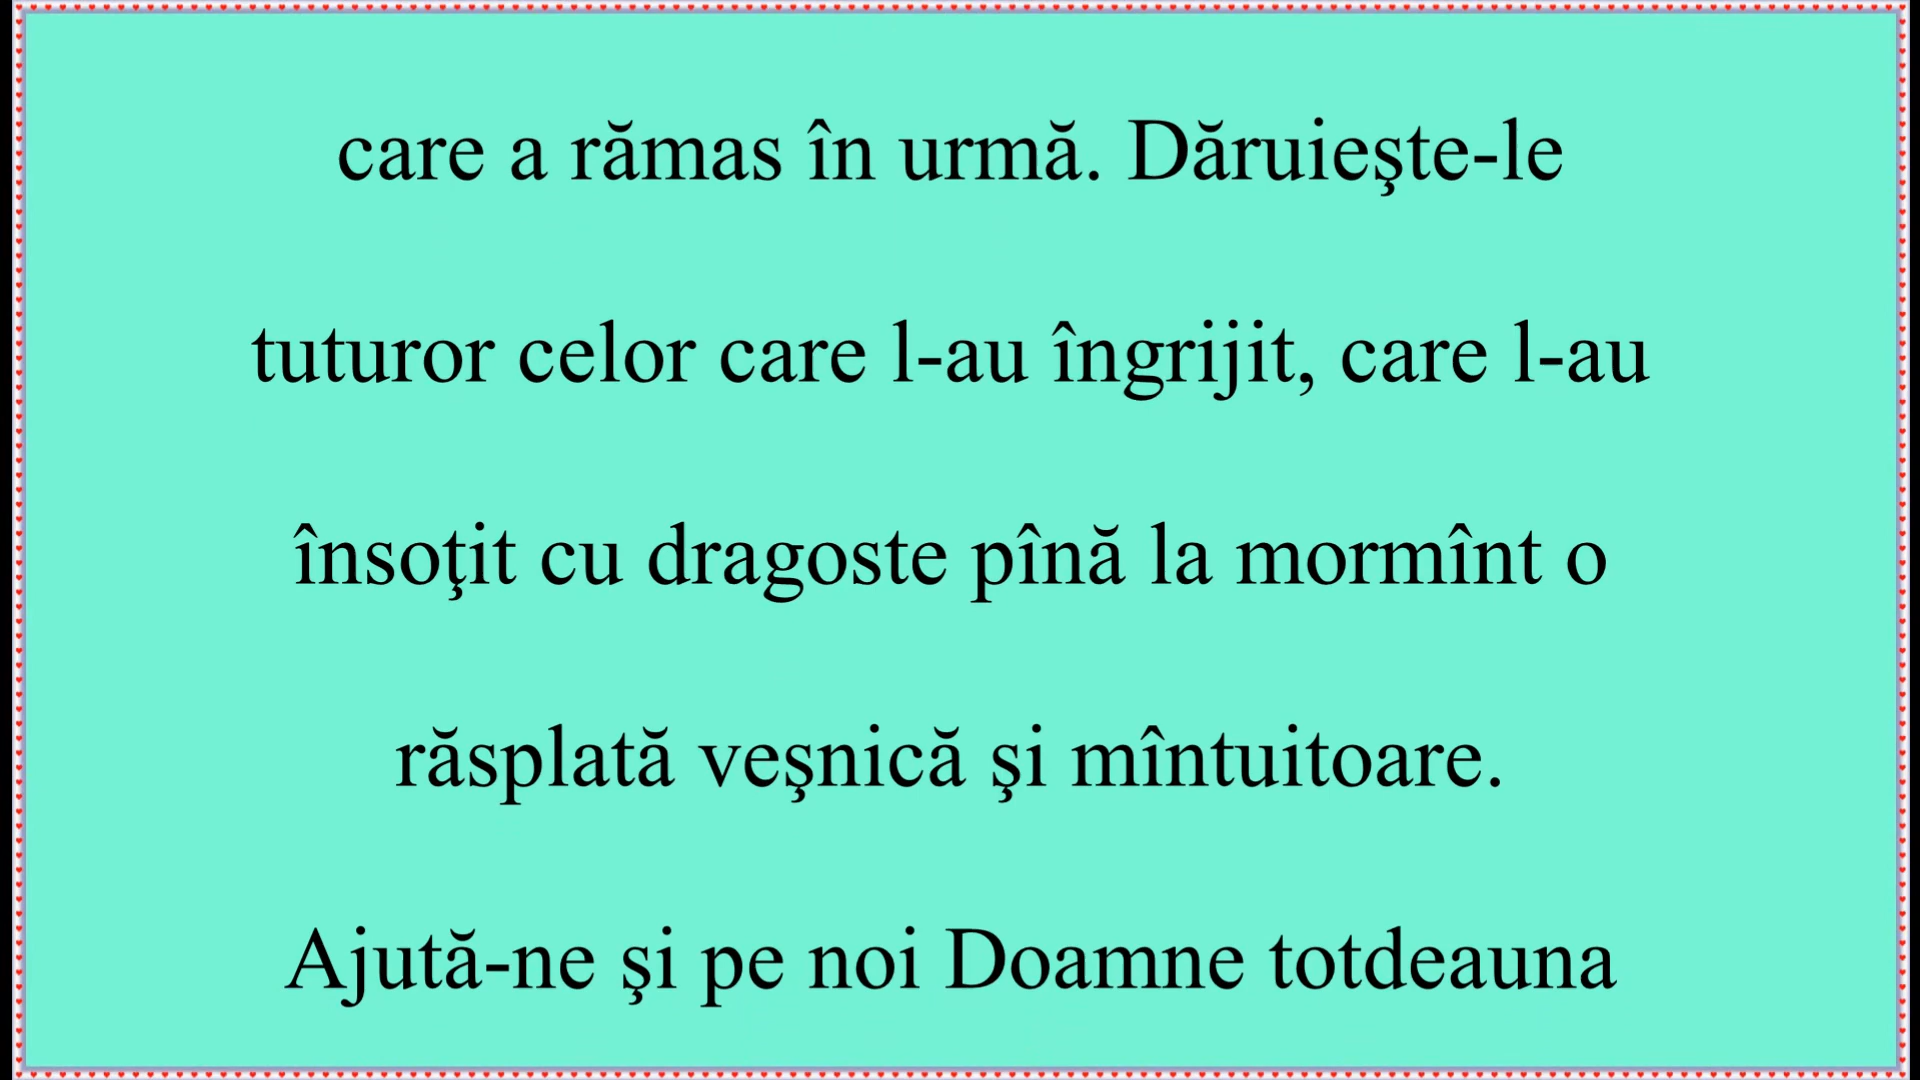 care a rămas în urmă. Dăruieşte-le
tuturor celor care l-au îngrijit, care l-au
însoţit cu dragoste pînă la mormînt o
răsplată veşnică şi mîntuitoare.
Ajută-ne şi pe noi Doamne totdeauna